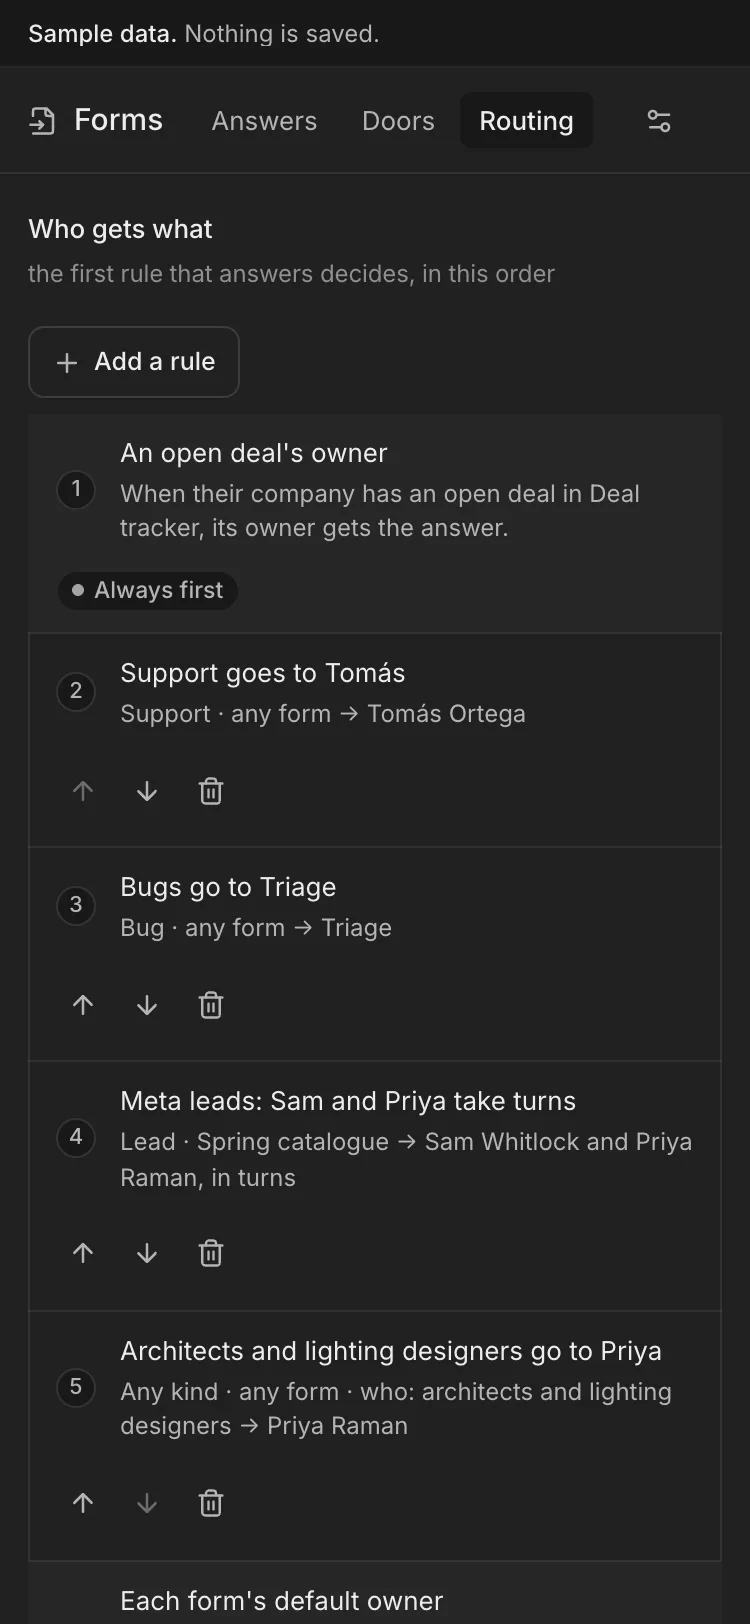 Sample data. Nothing is saved.
Forms
Answers
Doors
Routing
Who gets what
the first rule that answers decides, in this order
Add a rule
1
An open deal's owner
When their company has an open deal in Deal
tracker, its owner gets the answer.
Always first
2
Support goes to Tomás
Support · any form → Tomás Ortega
3
Bugs go to Triage
Bug · any form → Triage
4
Meta leads: Sam and Priya take turns
Lead · Spring catalogue → Sam Whitlock and Priya
Raman, in turns
5
Architects and lighting designers go to Priya
Any kind · any form · who: architects and lighting
designers → Priya Raman
Each form's default owner